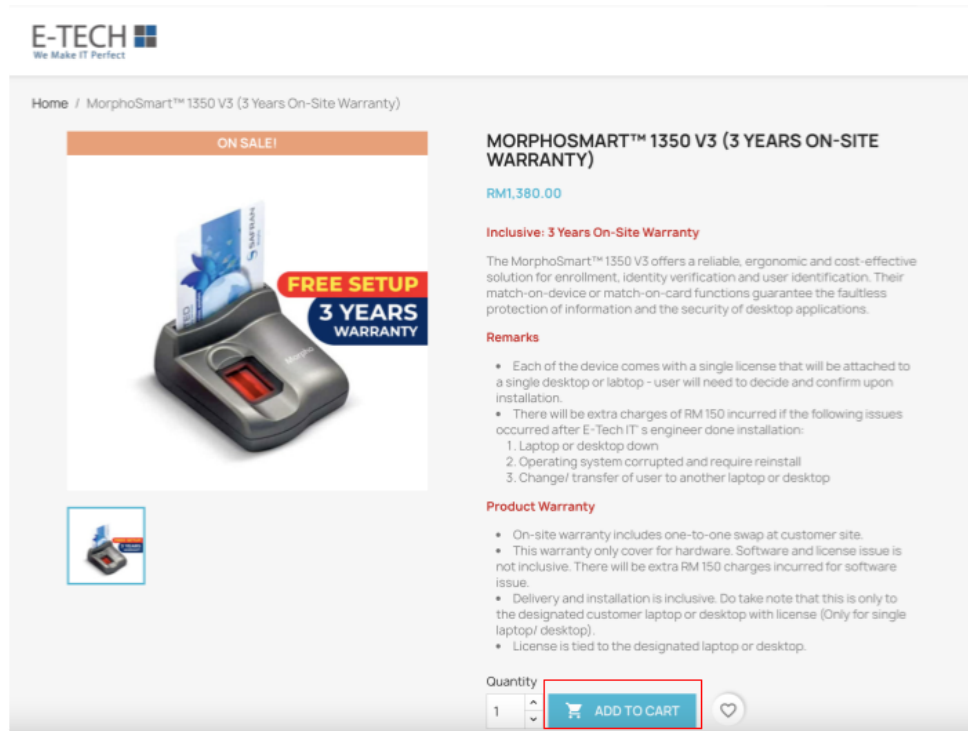 E-TECH
We Make IT Perfect
Home / MorphoSmart™ 1350 V3 (3 Years On-Site Warranty)
ON SALE!
SAFRAN
FREE SETUP
3 YEARS
WARRANTY
Morpho
MORPHOSMART™ 1350 V3 (3 YEARS ON-SITE
WARRANTY)
RM1,380.00
Inclusive: 3 Years On-Site Warranty
The MorphoSmart™ 1350 V3 offers a reliable, ergonomic and cost-effective
solution for enrollment, identity verification and user identification. Their
match-on-device or match-on-card functions guarantee the faultless
protection of information and the security of desktop applications.
Remarks
• Each of the device comes with a single license that will be attached to
a single desktop or labtop - user will need to decide and confirm upon
installation.
• There will be extra charges of RM 150 incurred if the following issues
occurred after E-Tech IT' s engineer done installation:
1. Laptop or desktop down
2. Operating system corrupted and require reinstall
3. Change/ transfer of user to another laptop or desktop
Product Warranty
• On-site warranty includes one-to-one swap at customer site.
• This warranty only cover for hardware. Software and license issue is
not inclusive. There will be extra RM 150 charges incurred for software
issue.
• Delivery and installation is inclusive. Do take note that this is only to
the designated customer laptop or desktop with license (Only for single
laptop/ desktop).
• License is tied to the designated laptop or desktop.
Quantity
1
ADD TO CART